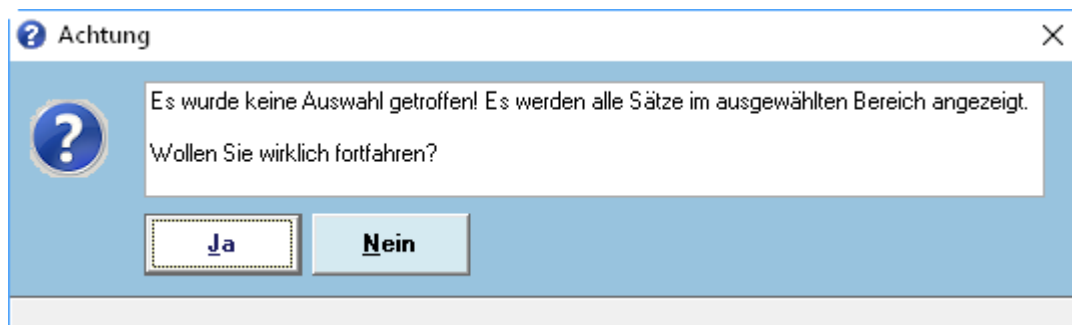 Achtung
Es wurde keine Auswahl getroffen! Es werden alle Sätze im ausgewählten Bereich angezeigt.
Wollen Sie wirklich fortfahren?
Ja
Nein